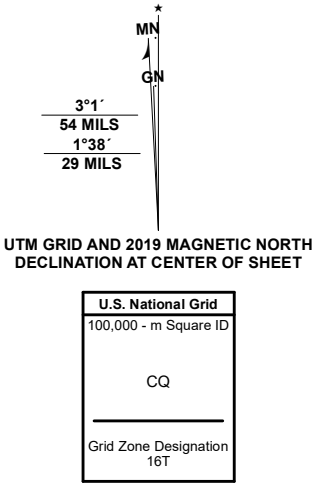 MN
GN
3°1´
54 MILS
1°38´
29 MILS
UTM GRID AND 2019 MAGNETIC NORTH
DECLINATION AT CENTER OF SHEET
U.S. National Grid
100,000 - m Square ID
CQ
Grid Zone Designation
16T